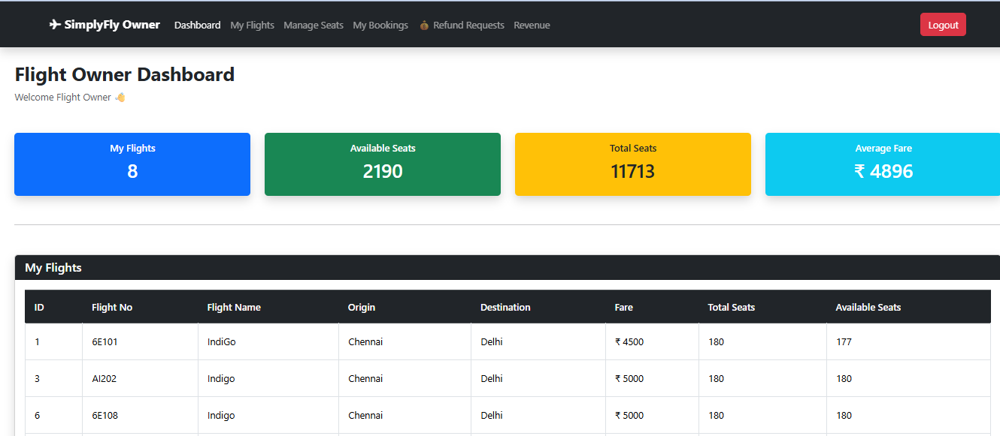 SimplyFly Owner Dashboard My Flights Manage Seats My Bookings Refund Requests Revenue Logout
Flight Owner Dashboard
Welcome Flight Owner 👋
My Flights Available Seats Total Seats Average Fare
8 2190 11713 ₹ 4896
My Flights
ID Flight No Flight Name Origin Destination Fare Total Seats Available Seats
1 6E101 IndiGo Chennai Delhi ₹ 4500 180 177
3 AI202 Indigo Chennai Delhi ₹ 5000 180 180
6 6E108 Indigo Chennai Delhi ₹ 5000 180 180